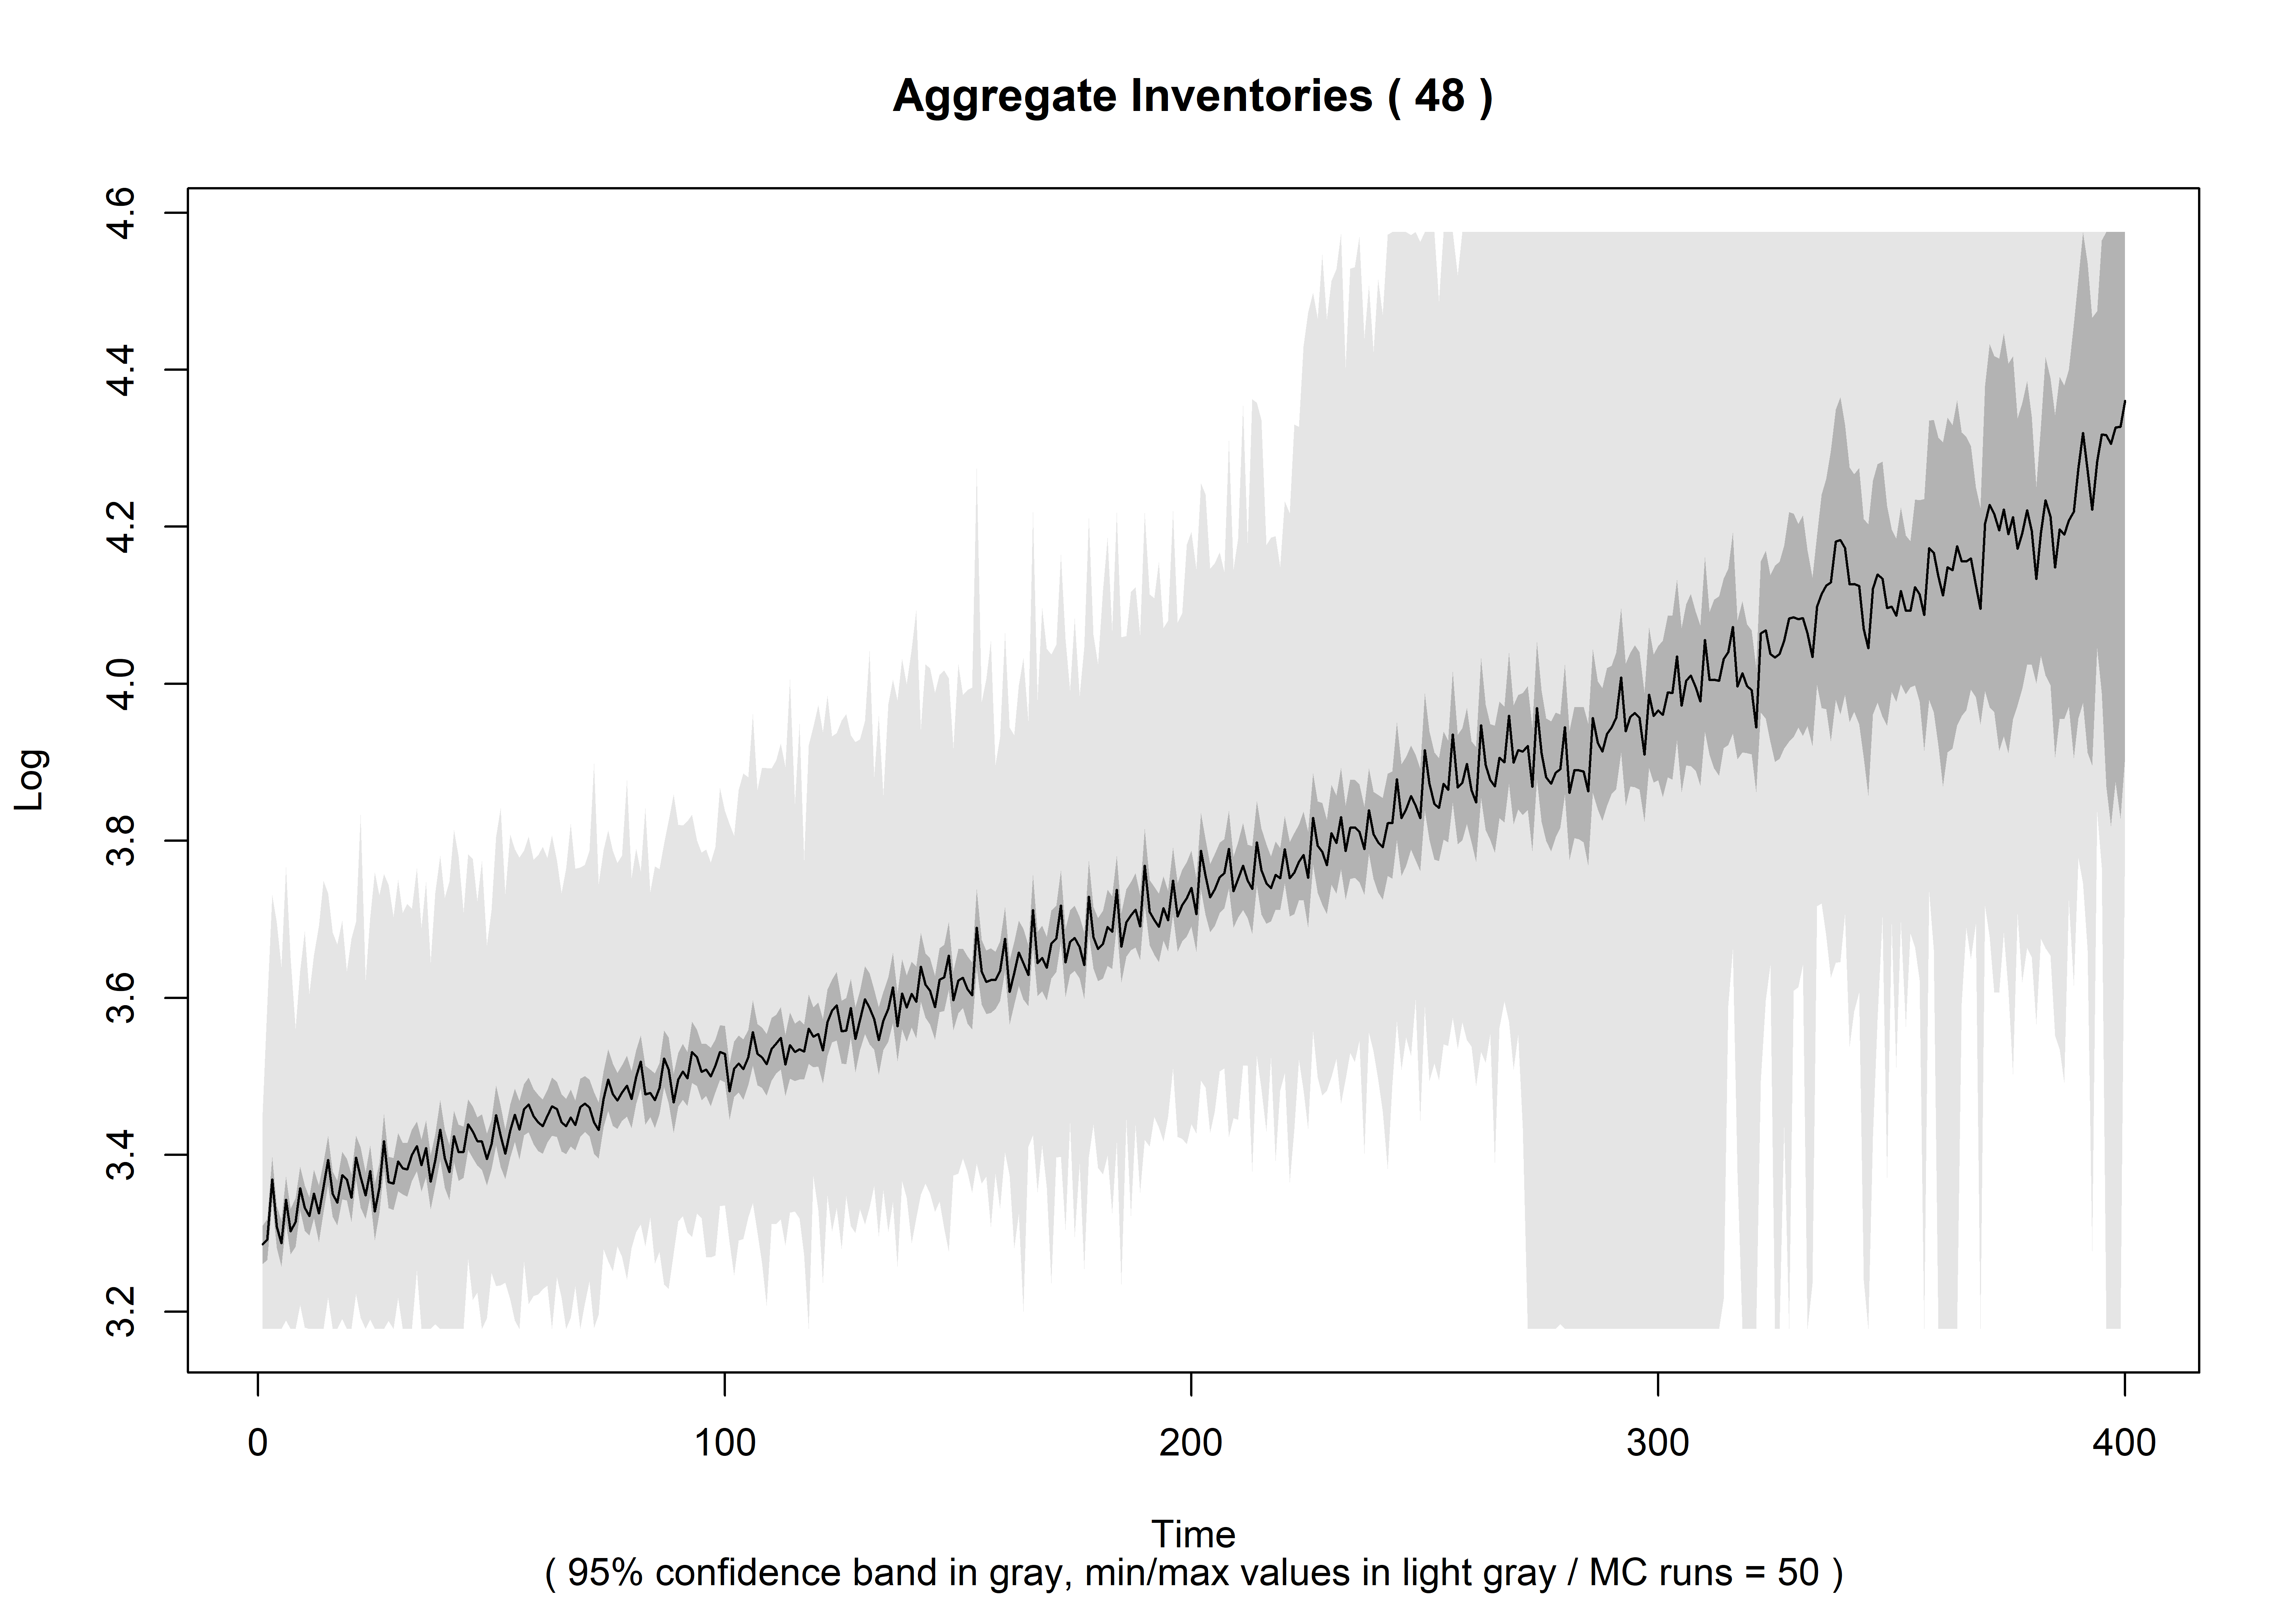 Aggregate Inventories ( 48 )
4.6
4.4
4.2
4.0
3.8
3.6
3.4
3.2
Log
0 100 200 300 400
Time
( 95% confidence band in gray, min/max values in light gray / MC runs = 50 )